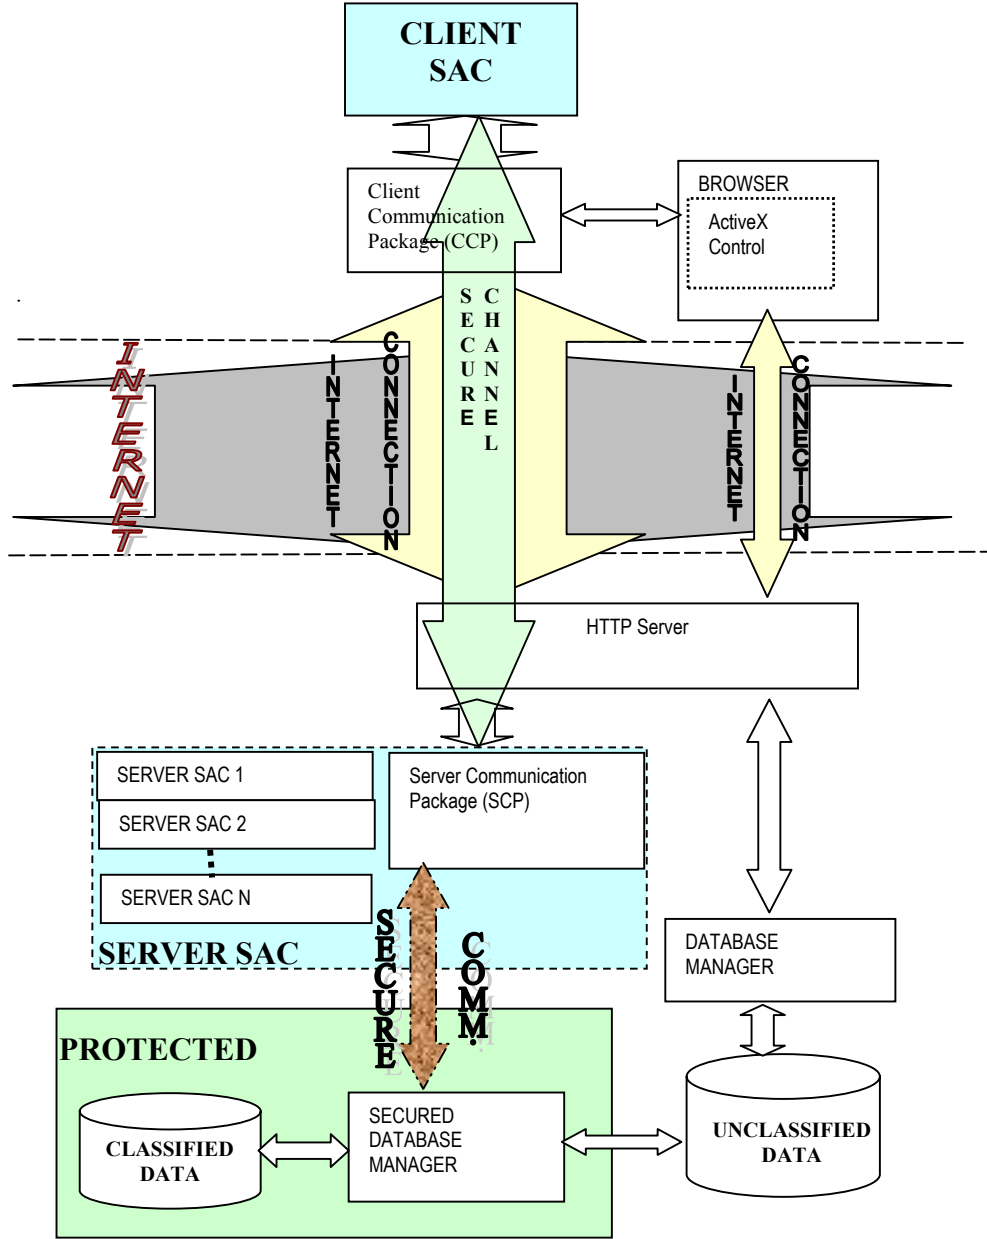 CLIENT
SAC
Client
Communication
Package (CCP)
BROWSER
ActiveX
Control
SECURE
CHANNEL
INTERNET
INTERNET
CONNECTION
INTERNET
CONNECTION
HTTP Server
SERVER SAC 1
SERVER SAC 2
SERVER SAC N
SERVER SAC
Server Communication
Package (SCP)
SECURE
COMM.
DATABASE
MANAGER
PROTECTED
CLASSIFIED
DATA
SECURED
DATABASE
MANAGER
UNCLASSIFIED
DATA